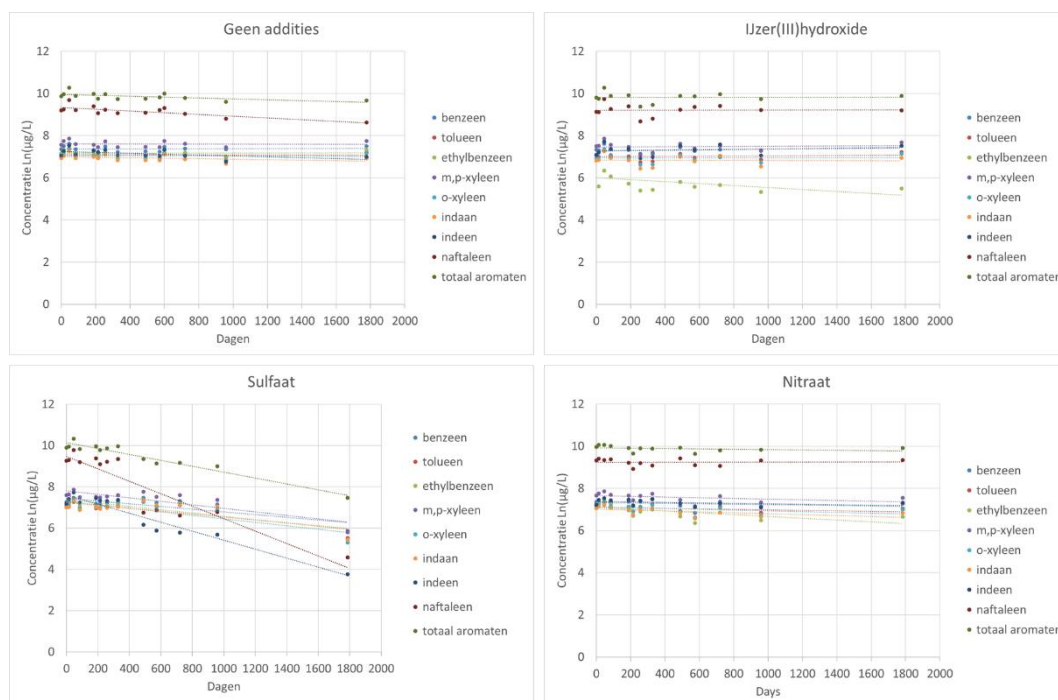 Geen addities
Concentratie Ln(µg/L)
12
10
8
6
4
2
0
0 200 400 600 800 1000 1200 1400 1600 1800 2000
Dagen
benzeen
tolueen
ethylbenzeen
m,p-xyleen
o-xyleen
indaan
indeen
naftaleen
totaal aromaten
IJzer(III)hydroxide
Concentratie Ln(µg/L)
12
10
8
6
4
2
0
0 200 400 600 800 1000 1200 1400 1600 1800 2000
Dagen
benzeen
tolueen
ethylbenzeen
m,p-xyleen
o-xyleen
indaan
indeen
naftaleen
totaal aromaten
Sulfaat
Concentratie Ln(µg/L)
12
10
8
6
4
2
0
0 200 400 600 800 1000 1200 1400 1600 1800 2000
Dagen
benzeen
tolueen
ethylbenzeen
m,p-xyleen
o-xyleen
indaan
indeen
naftaleen
totaal aromaten
Nitraat
Concentratie Ln(µg/L)
12
10
8
6
4
2
0
0 200 400 600 800 1000 1200 1400 1600 1800 2000
Days
benzeen
tolueen
ethylbenzeen
m,p-xyleen
o-xyleen
indaan
indeen
naftaleen
totaal aromaten